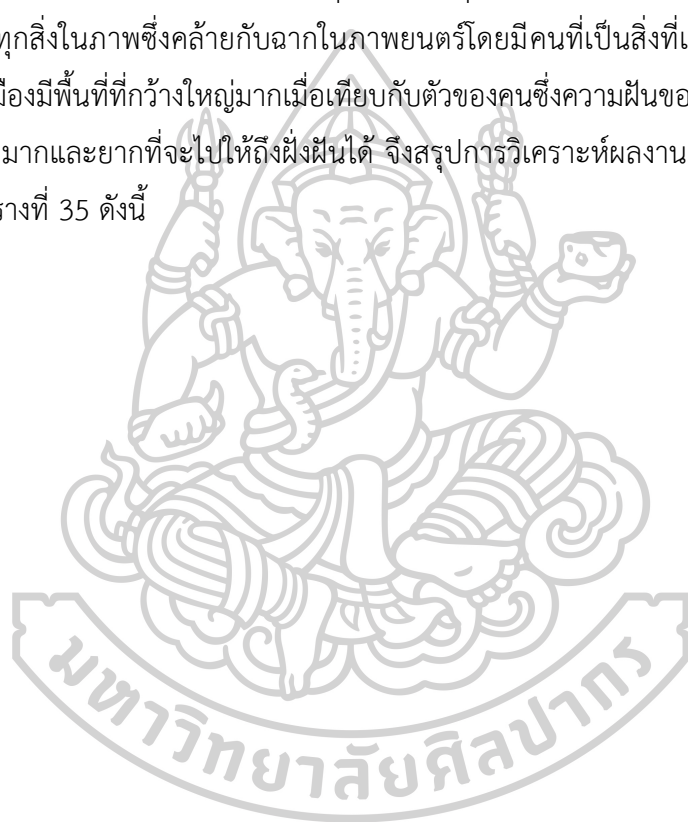 ทุกสิ่งในภาพซึ่งคล้ายกับฉากในภาพยนตร์โดยมีคนที่เป็นสิ่งที่
มืองมีพื้นที่ที่กว้างใหญ่มากเมื่อเทียบกับตัวของคนซึ่งความฝันขอ
มากและยากที่จะไปให้ถึงฝั่งฝันได้ จึงสรุปการวิเคราะห์ผลงาน
รางที่ 35 ดังนี้
มหาวิทยาลัยศิลปากร